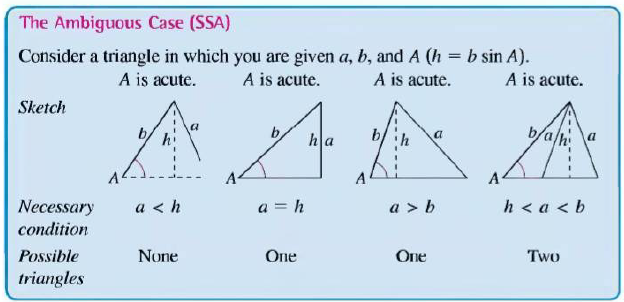 The Ambiguous Case (SSA)
Consider a triangle in which you are given a, b, and A (h = b sin A).
A is acute. A is acute. A is acute. A is acute.
Sketch
b h a b h a b h a b a h a
A A A A
Necessary condition a < h a = h a > b h < a < b
Possible triangles None One One Two